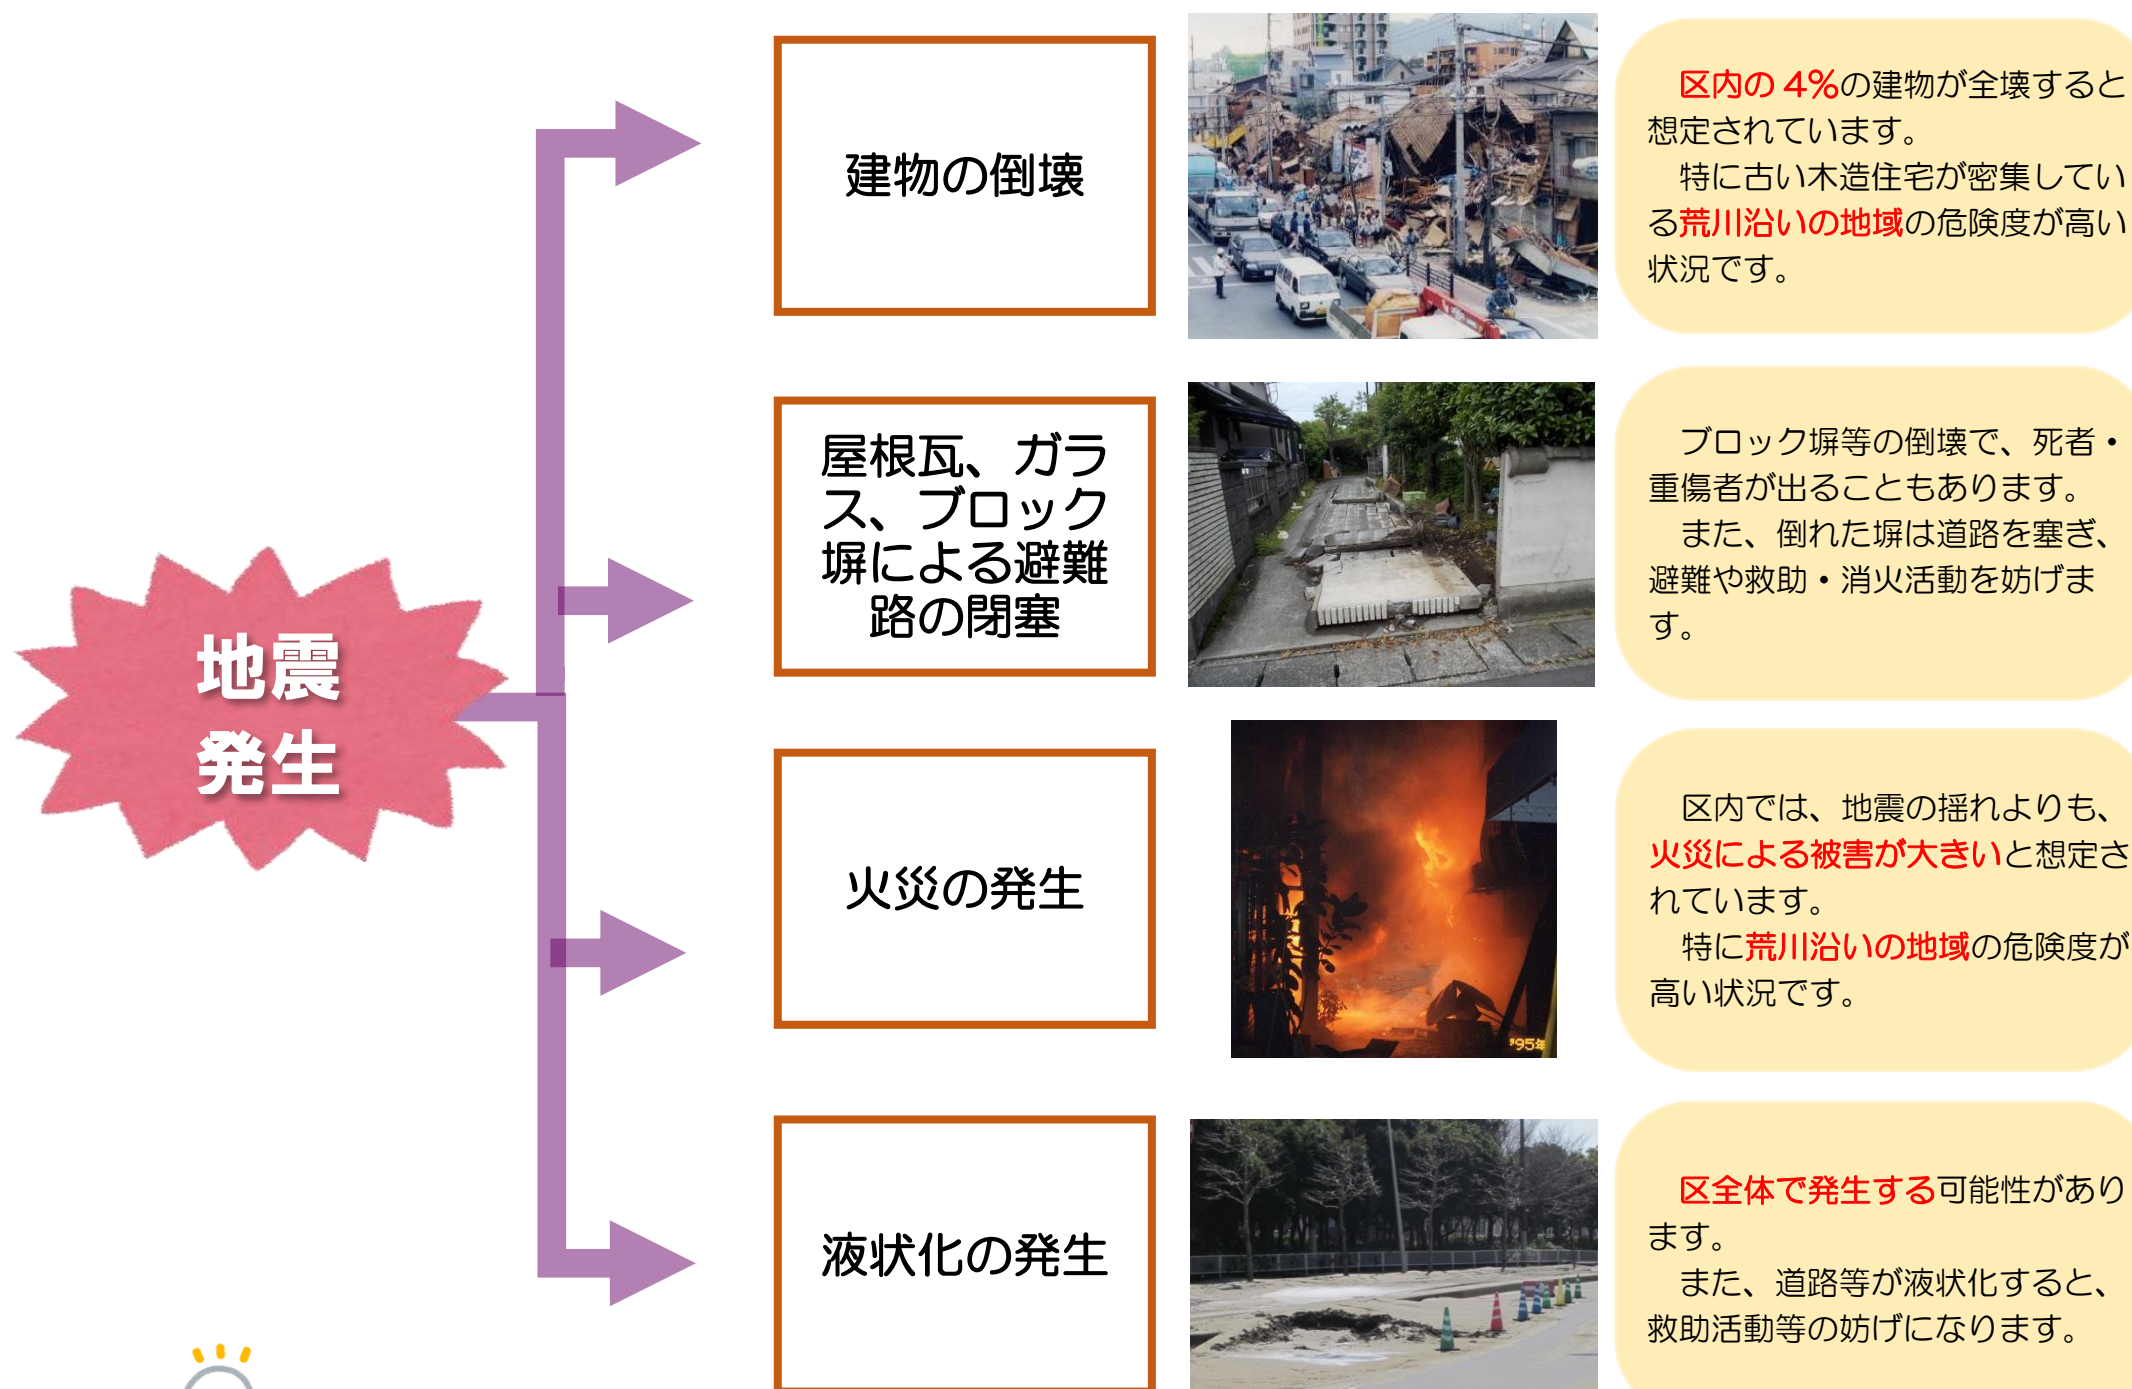 地震
発生
建物の倒壊
区内の4%の建物が全壊すると
想定されています。
特に古い木造住宅が密集してい
る荒川沿いの地域の危険度が高い
状況です。
屋根瓦、ガラ
ス、ブロック
塀による避難
路の閉塞
ブロック塀等の倒壊で、死者・
重傷者が出ることもあります。
また、倒れた塀は道路を塞ぎ、
避難や救助・消火活動を妨げま
す。
火災の発生
'95年
区内では、地震の揺れよりも、
火災による被害が大きいと想定さ
れています。
特に荒川沿いの地域の危険度が
高い状況です。
液状化の発生
区全体で発生する可能性があり
ます。
また、道路等が液状化すると、
救助活動等の妨げになります。